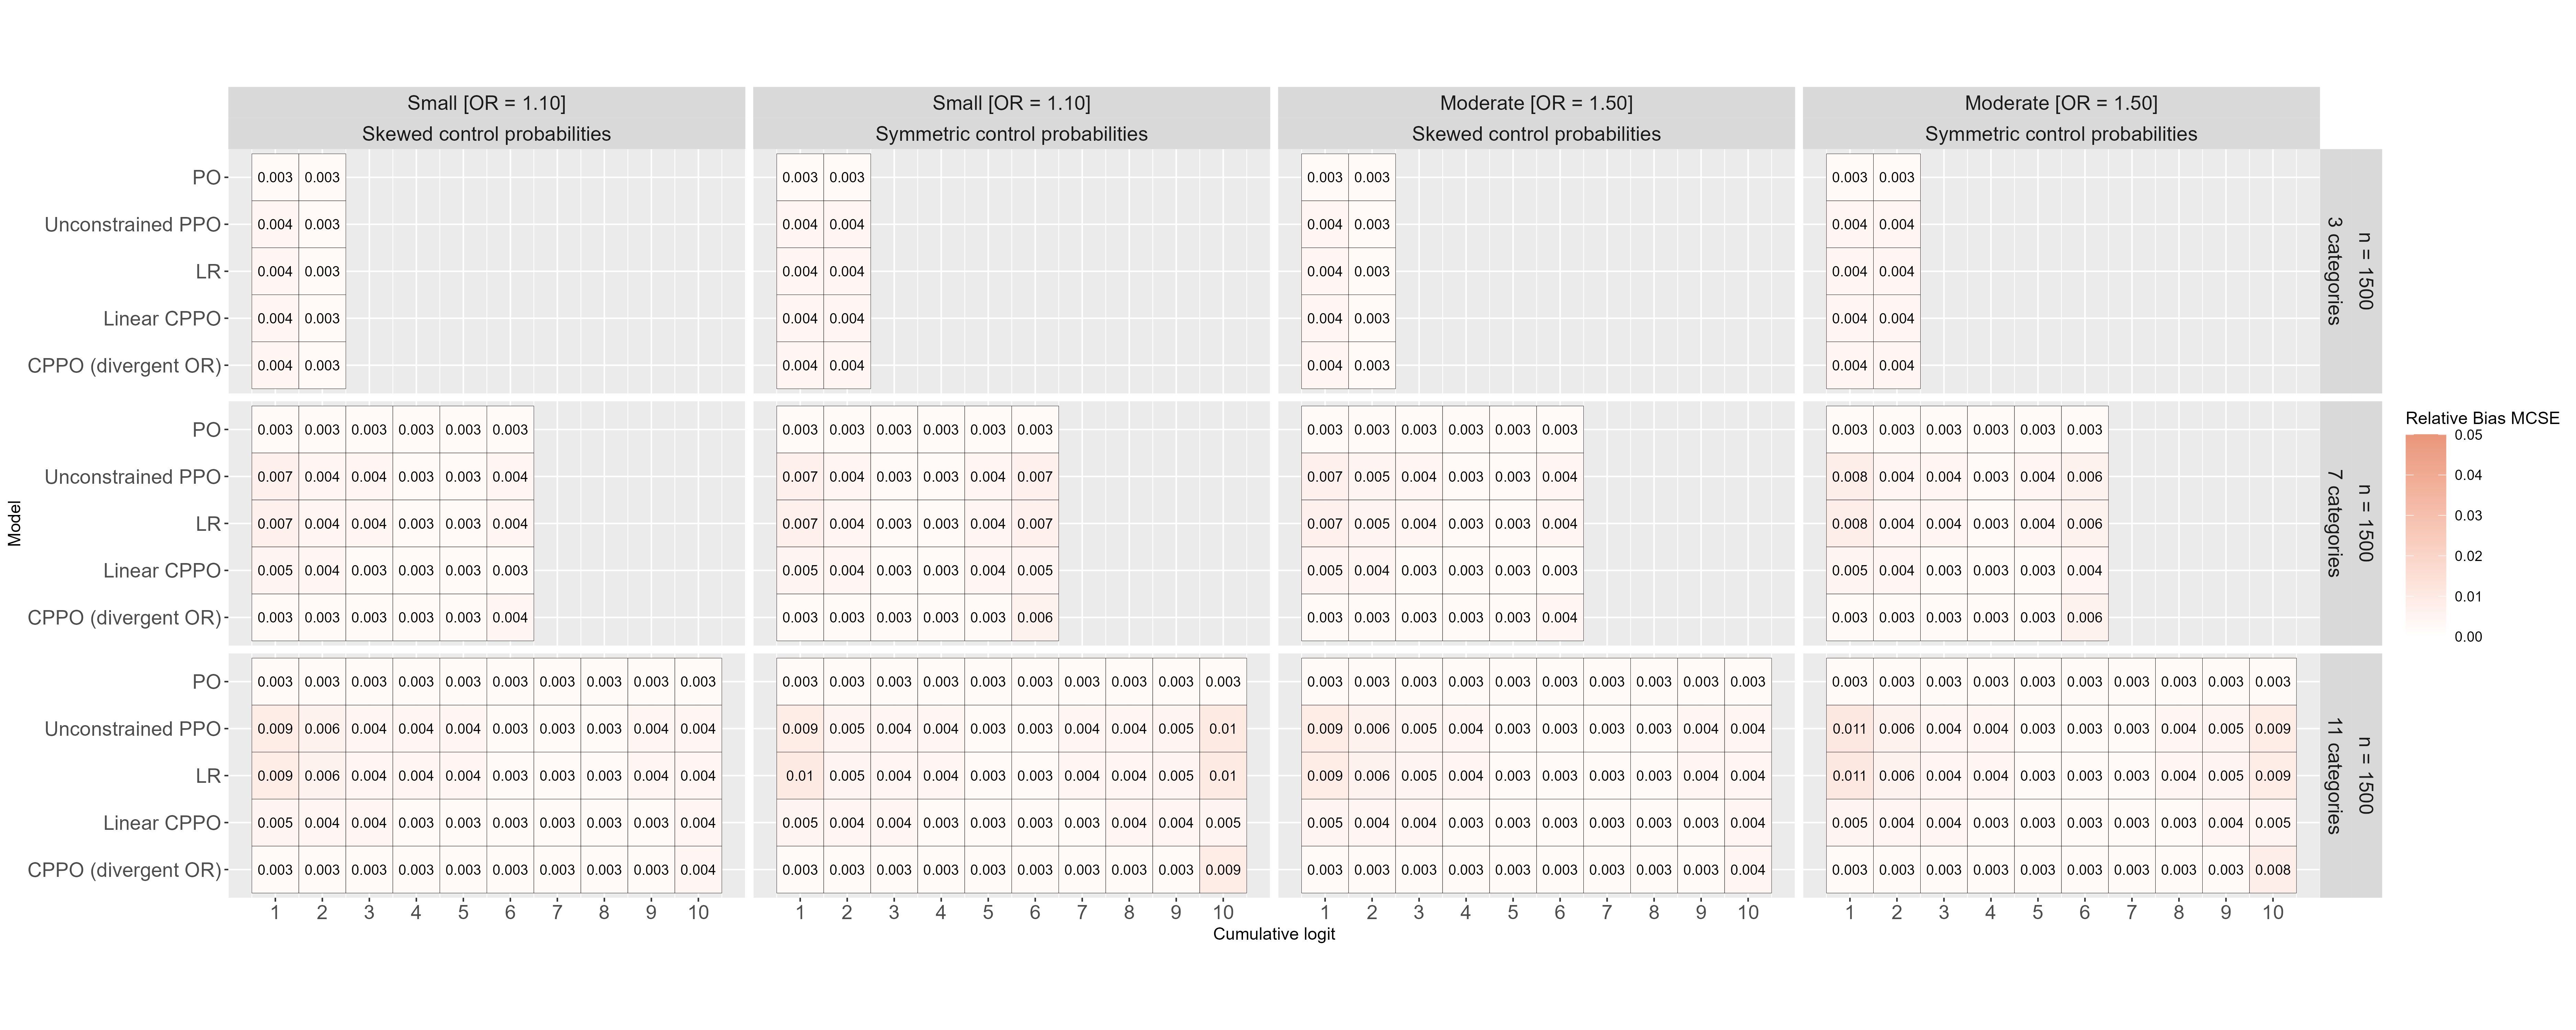 Small [OR = 1.10] Small [OR = 1.10] Moderate [OR = 1.50] Moderate [OR = 1.50]
Skewed control probabilities Symmetric control probabilities Skewed control probabilities Symmetric control probabilities
PO 0.003 0.003 0.003 0.003 0.003 0.003 0.003 0.003
Unconstrained PPO 0.004 0.003 0.004 0.004 0.004 0.003 0.004 0.004
LR 0.004 0.003 0.004 0.004 0.004 0.003 0.004 0.004
Linear CPPO 0.004 0.003 0.004 0.004 0.004 0.003 0.004 0.004
CPPO (divergent OR) 0.004 0.003 0.004 0.004 0.004 0.003 0.004 0.004
n = 1500
3 categories
PO 0.003 0.003 0.003 0.003 0.003 0.003 0.003 0.003 0.003 0.003 0.003 0.003 0.003 0.003 0.003 0.003 0.003 0.003 0.003 0.003 0.003 0.003 0.003 0.003
Unconstrained PPO 0.007 0.004 0.004 0.003 0.003 0.004 0.007 0.004 0.003 0.003 0.004 0.007 0.007 0.005 0.004 0.003 0.003 0.004 0.008 0.004 0.004 0.003 0.004 0.006
LR 0.007 0.004 0.004 0.003 0.003 0.004 0.007 0.004 0.003 0.003 0.004 0.007 0.007 0.005 0.004 0.003 0.003 0.004 0.008 0.004 0.004 0.003 0.004 0.006
Linear CPPO 0.005 0.004 0.003 0.003 0.003 0.003 0.005 0.004 0.003 0.003 0.004 0.005 0.005 0.004 0.003 0.003 0.003 0.003 0.005 0.004 0.003 0.003 0.003 0.004
CPPO (divergent OR) 0.003 0.003 0.003 0.003 0.003 0.004 0.003 0.003 0.003 0.003 0.003 0.006 0.003 0.003 0.003 0.003 0.003 0.004 0.003 0.003 0.003 0.003 0.003 0.006
n = 1500
7 categories
PO 0.003 0.003 0.003 0.003 0.003 0.003 0.003 0.003 0.003 0.003 0.003 0.003 0.003 0.003 0.003 0.003 0.003 0.003 0.003 0.003 0.003 0.003 0.003 0.003 0.003 0.003 0.003 0.003 0.003 0.003 0.003 0.003 0.003 0.003 0.003 0.003 0.003 0.003 0.003 0.003
Unconstrained PPO 0.009 0.006 0.004 0.004 0.004 0.003 0.003 0.003 0.004 0.004 0.009 0.005 0.004 0.004 0.003 0.003 0.004 0.004 0.005 0.01 0.009 0.006 0.005 0.004 0.003 0.003 0.003 0.003 0.004 0.004 0.011 0.006 0.004 0.004 0.003 0.003 0.003 0.004 0.005 0.009
LR 0.009 0.006 0.004 0.004 0.004 0.003 0.003 0.003 0.004 0.004 0.01 0.005 0.004 0.004 0.003 0.003 0.003 0.004 0.005 0.01 0.009 0.006 0.005 0.004 0.003 0.003 0.003 0.003 0.004 0.004 0.011 0.006 0.004 0.004 0.003 0.003 0.003 0.004 0.005 0.009
Linear CPPO 0.005 0.004 0.004 0.003 0.003 0.003 0.003 0.003 0.003 0.004 0.005 0.004 0.004 0.003 0.003 0.003 0.003 0.004 0.004 0.005 0.005 0.004 0.004 0.003 0.003 0.003 0.003 0.003 0.003 0.004 0.005 0.004 0.004 0.003 0.003 0.003 0.003 0.003 0.004 0.005
CPPO (divergent OR) 0.003 0.003 0.003 0.003 0.003 0.003 0.003 0.003 0.003 0.004 0.003 0.003 0.003 0.003 0.003 0.003 0.003 0.003 0.003 0.009 0.003 0.003 0.003 0.003 0.003 0.003 0.003 0.003 0.003 0.004 0.003 0.003 0.003 0.003 0.003 0.003 0.003 0.003 0.003 0.008
n = 1500
11 categories
1 2 3 4 5 6 7 8 9 10 1 2 3 4 5 6 7 8 9 10 1 2 3 4 5 6 7 8 9 10 1 2 3 4 5 6 7 8 9 10
Cumulative logit
Model
Relative Bias MCSE
0.05
0.04
0.03
0.02
0.01
0.00